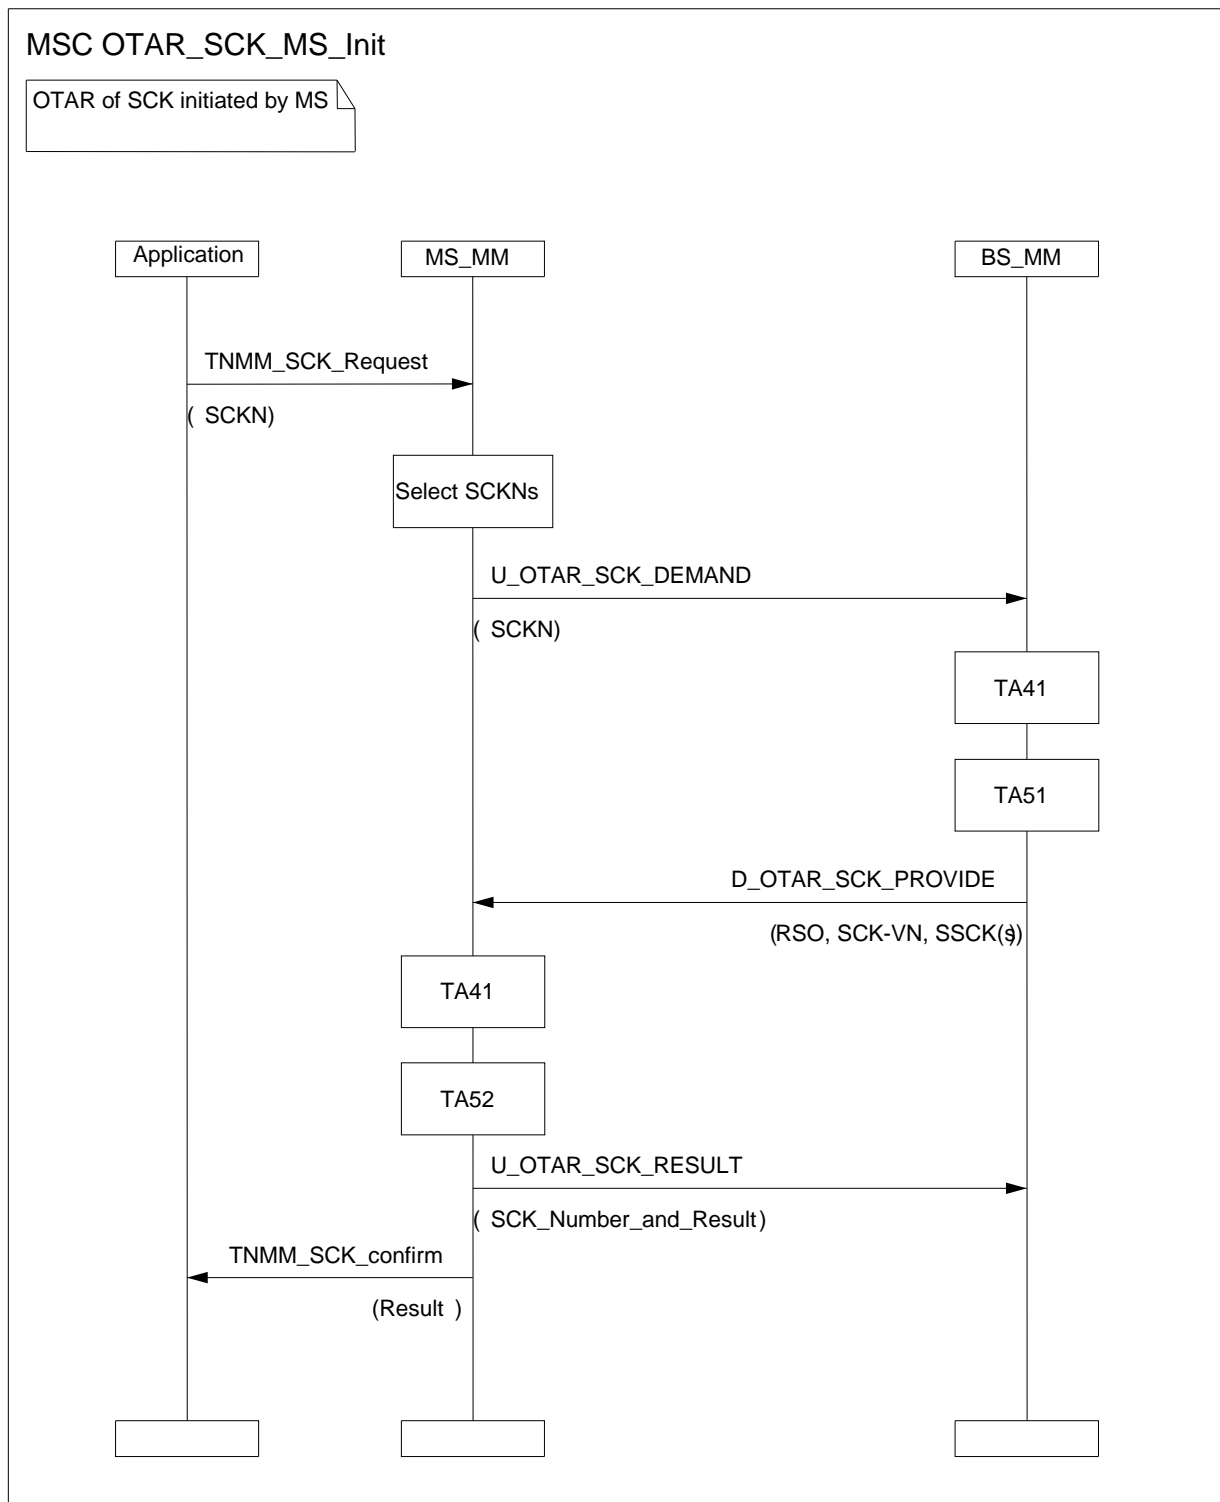 MSC OTAR_SCK_MS_Init
OTAR of SCK initiated by MS
Application
MS_MM
BS_MM
TNMM_SCK_Request
( SCKN)
Select SCKNs
U_OTAR_SCK_DEMAND
( SCKN)
TA41
TA51
D_OTAR_SCK_PROVIDE
(RSO, SCK-VN, SSCK(s))
TA41
TA52
U_OTAR_SCK_RESULT
( SCK_Number_and_Result)
TNMM_SCK_confirm
(Result )